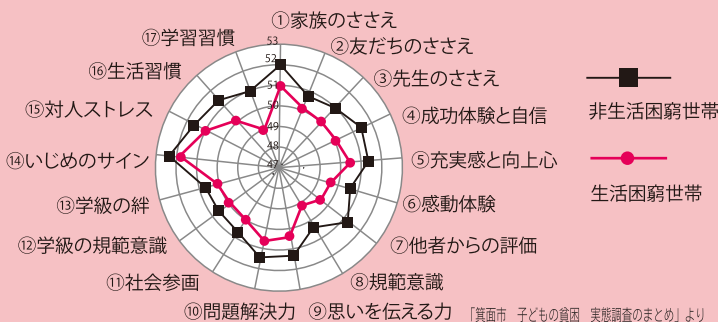 ①家族のささえ
②友だちのささえ
③先生のささえ
④成功体験と自信
⑤充実感と向上心
⑥感動体験
⑦他者からの評価
⑧規範意識
⑨思いを伝える力
⑩問題解決力
⑪社会参画
⑫学級の規範意識
⑬学級の絆
⑭いじめのサイン
⑮対人ストレス
⑯生活習慣
⑰学習習慣
53
52
51
50
49
48
47
非生活困窮世帯
生活困窮世帯
「箕面市 子どもの貧困 実態調査のまとめ」より